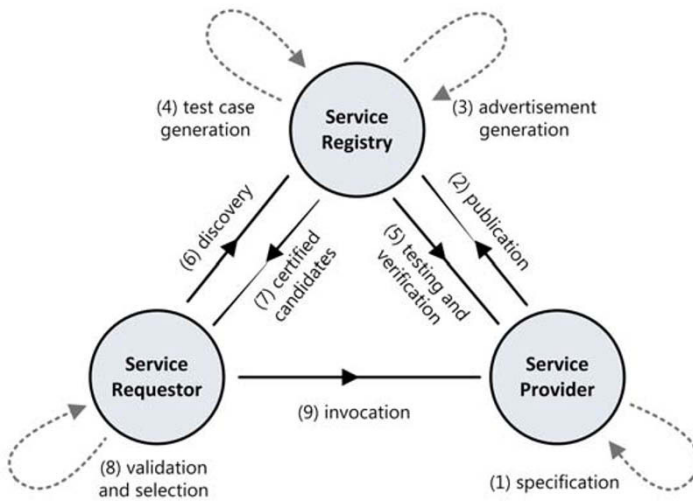 (4) test case
generation
Service
Registry
(3) advertisement
generation
(6) discovery
(7) certified
candidates
(5) testing and
verification
(2) publication
Service
Requestor
Service
Provider
(9) invocation
(8) validation
and selection
(1) specification